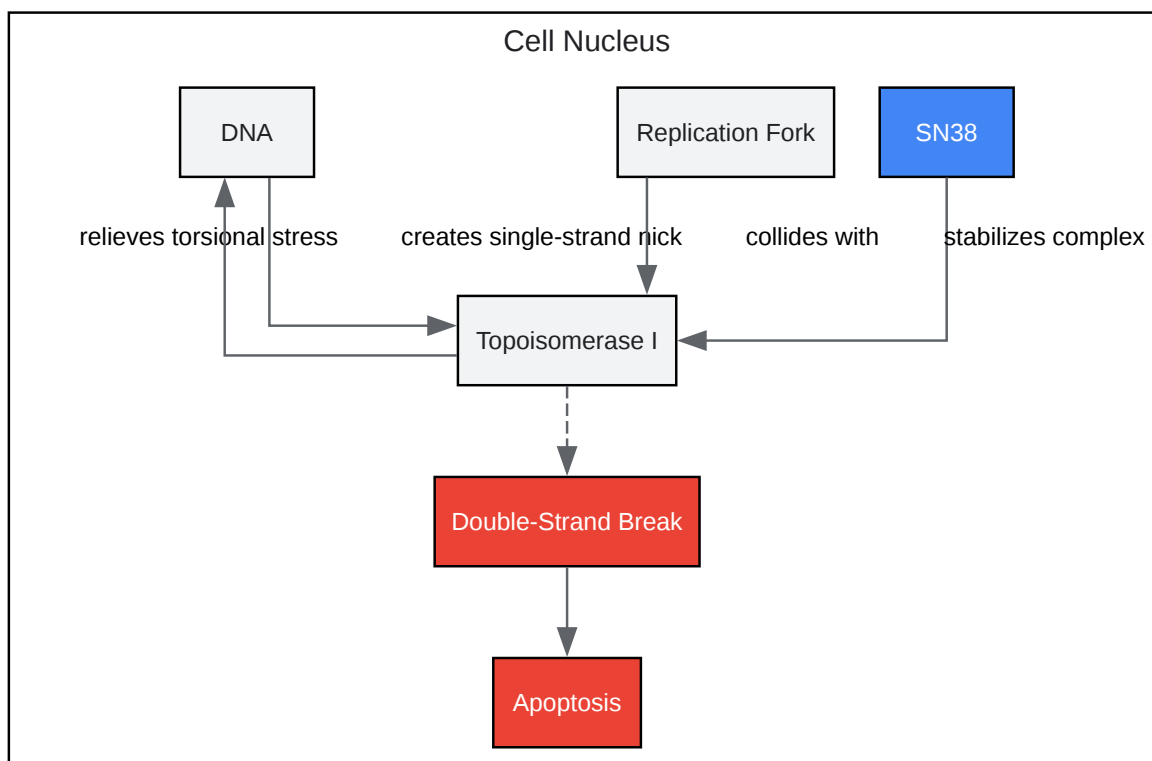 Cell Nucleus
DNA
Replication Fork
SN38
relieves torsional stress
creates single-strand nick
collides with
stabilizes complex
Topoisomerase I
Double-Strand Break
Apoptosis